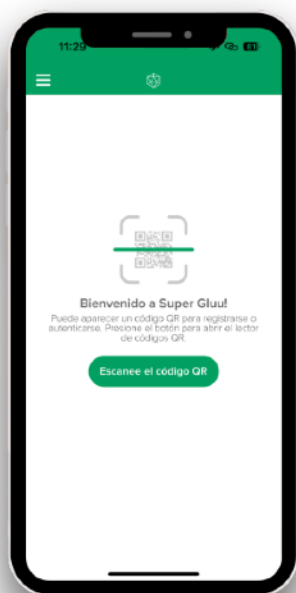 11:29
61
Bienvenido a Super Gluu!
Puede aparecer un código QR para registrarse o
autenticarse. Presione el botón para abrir el lector
de códigos QR.
Escanee el código QR